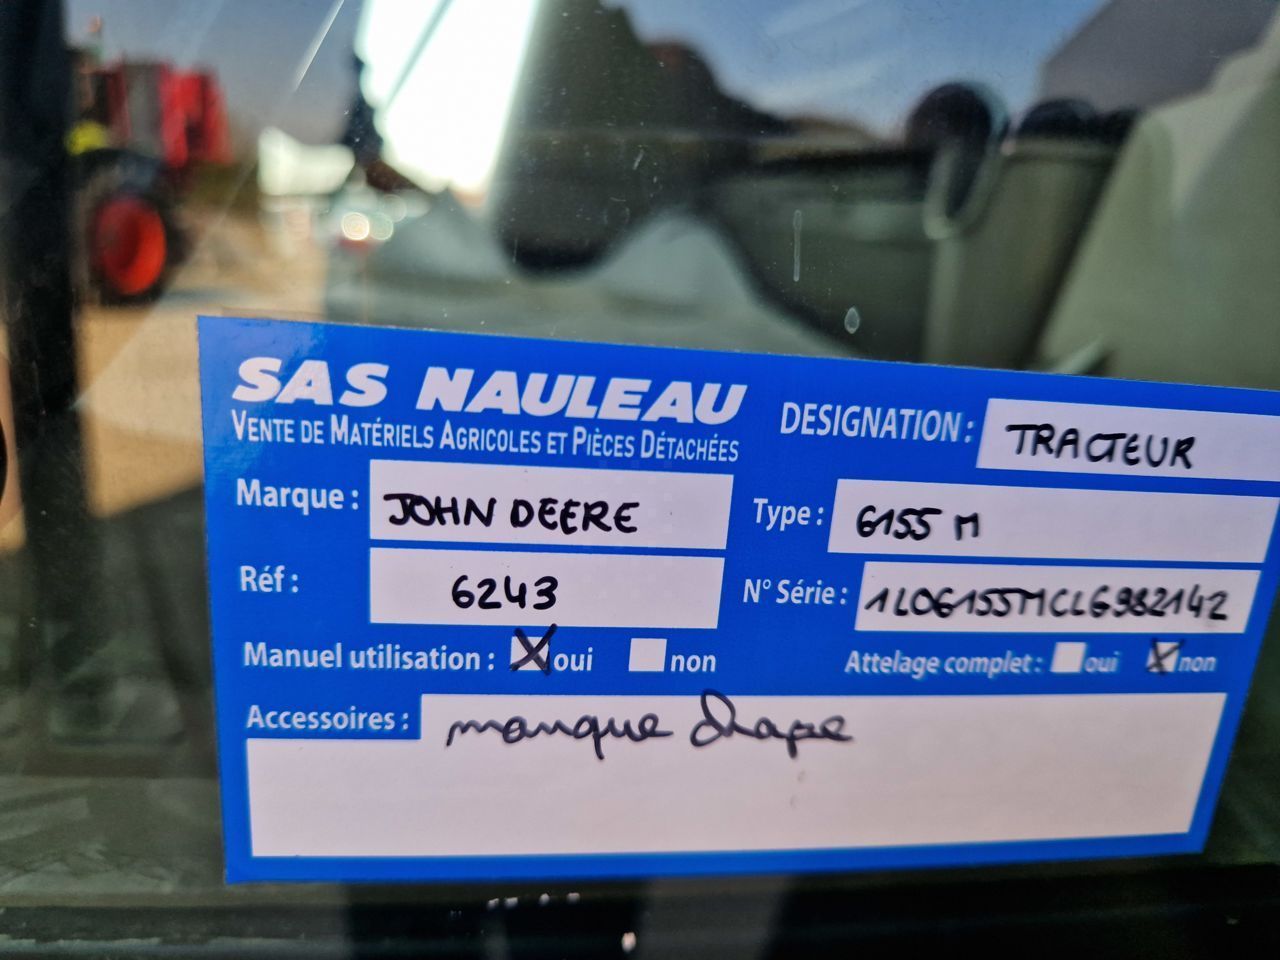 SAS NAULEAU
VENTE DE MATÉRIELS AGRICOLES ET PIÈCES DÉTACHÉES
DESIGNATION : TRACTEUR
Marque : JOHN DEERE
Type : 6155 M
Réf : 6243
N° Série : 1L06155MCLG982142
Manuel utilisation : X oui non
Attelage complet : oui X non
Accessoires : manque chape